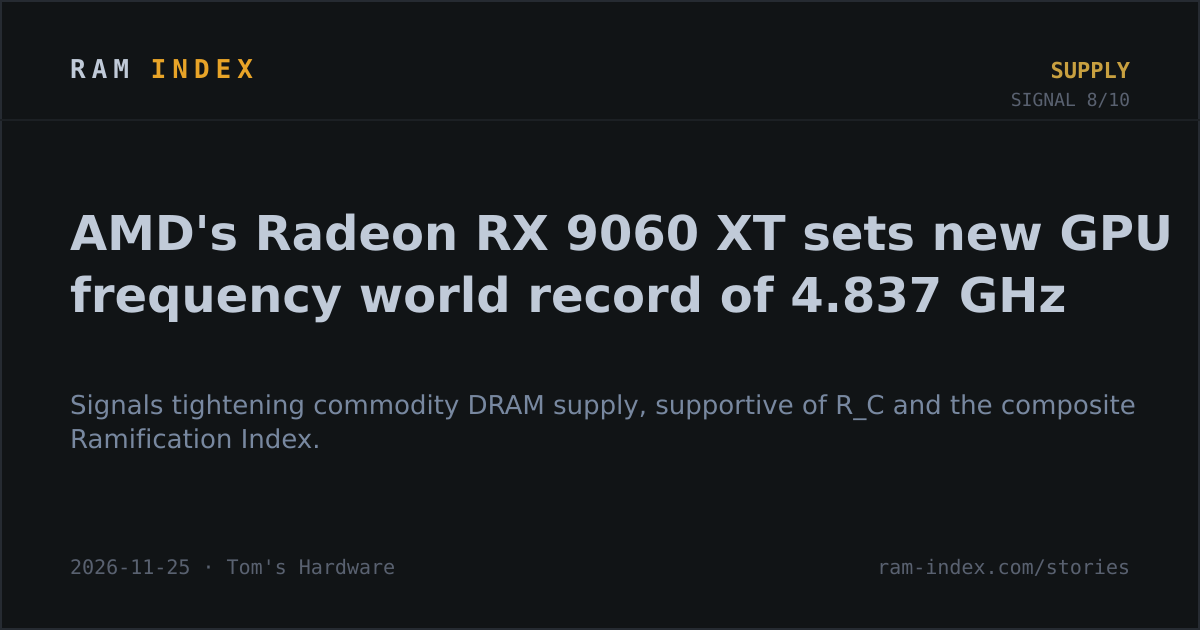 RAM INDEX
SUPPLY
SIGNAL 8/10
AMD's Radeon RX 9060 XT sets new GPU
frequency world record of 4.837 GHz
Signals tightening commodity DRAM supply, supportive of R_C and the composite
Ramification Index.
2026-11-25 · Tom's Hardware
ram-index.com/stories